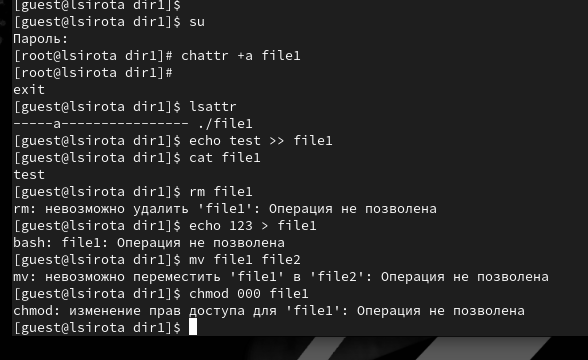 [guest@lsirota dir1]$
[guest@lsirota dir1]$ su
Пароль:
[root@lsirota dir1]# chattr +a file1
[root@lsirota dir1]#
exit
[guest@lsirota dir1]$ lsattr
-----a---------------- ./file1
[guest@lsirota dir1]$ echo test >> file1
[guest@lsirota dir1]$ cat file1
test
[guest@lsirota dir1]$ rm file1
rm: невозможно удалить 'file1': Операция не позволена
[guest@lsirota dir1]$ echo 123 > file1
bash: file1: Операция не позволена
[guest@lsirota dir1]$ mv file1 file2
mv: невозможно переместить 'file1' в 'file2': Операция не позволена
[guest@lsirota dir1]$ chmod 000 file1
chmod: изменение прав доступа для 'file1': Операция не позволена
[guest@lsirota dir1]$